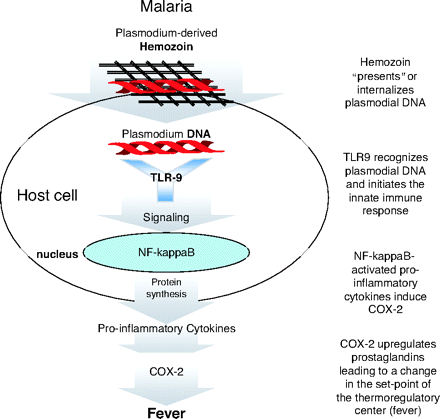 Malaria
Plasmodium-derived
Hemozoin
Plasmodium DNA
TLR-9
Host cell
Signaling
nucleus
NF-kappaB
Protein
synthesis
Pro-inflammatory Cytokines
COX-2
Fever
Hemozoin
"presents" or
internalizes
plasmodial DNA
TLR9 recognizes
plasmodial DNA
and initiates the
innate immune
response
NF-kappaB-
activated pro-
inflammatory
cytokines induce
COX-2
COX-2 upregulates
prostaglandins
leading to a change
in the set-point of
the thermoregulatory
center (fever)